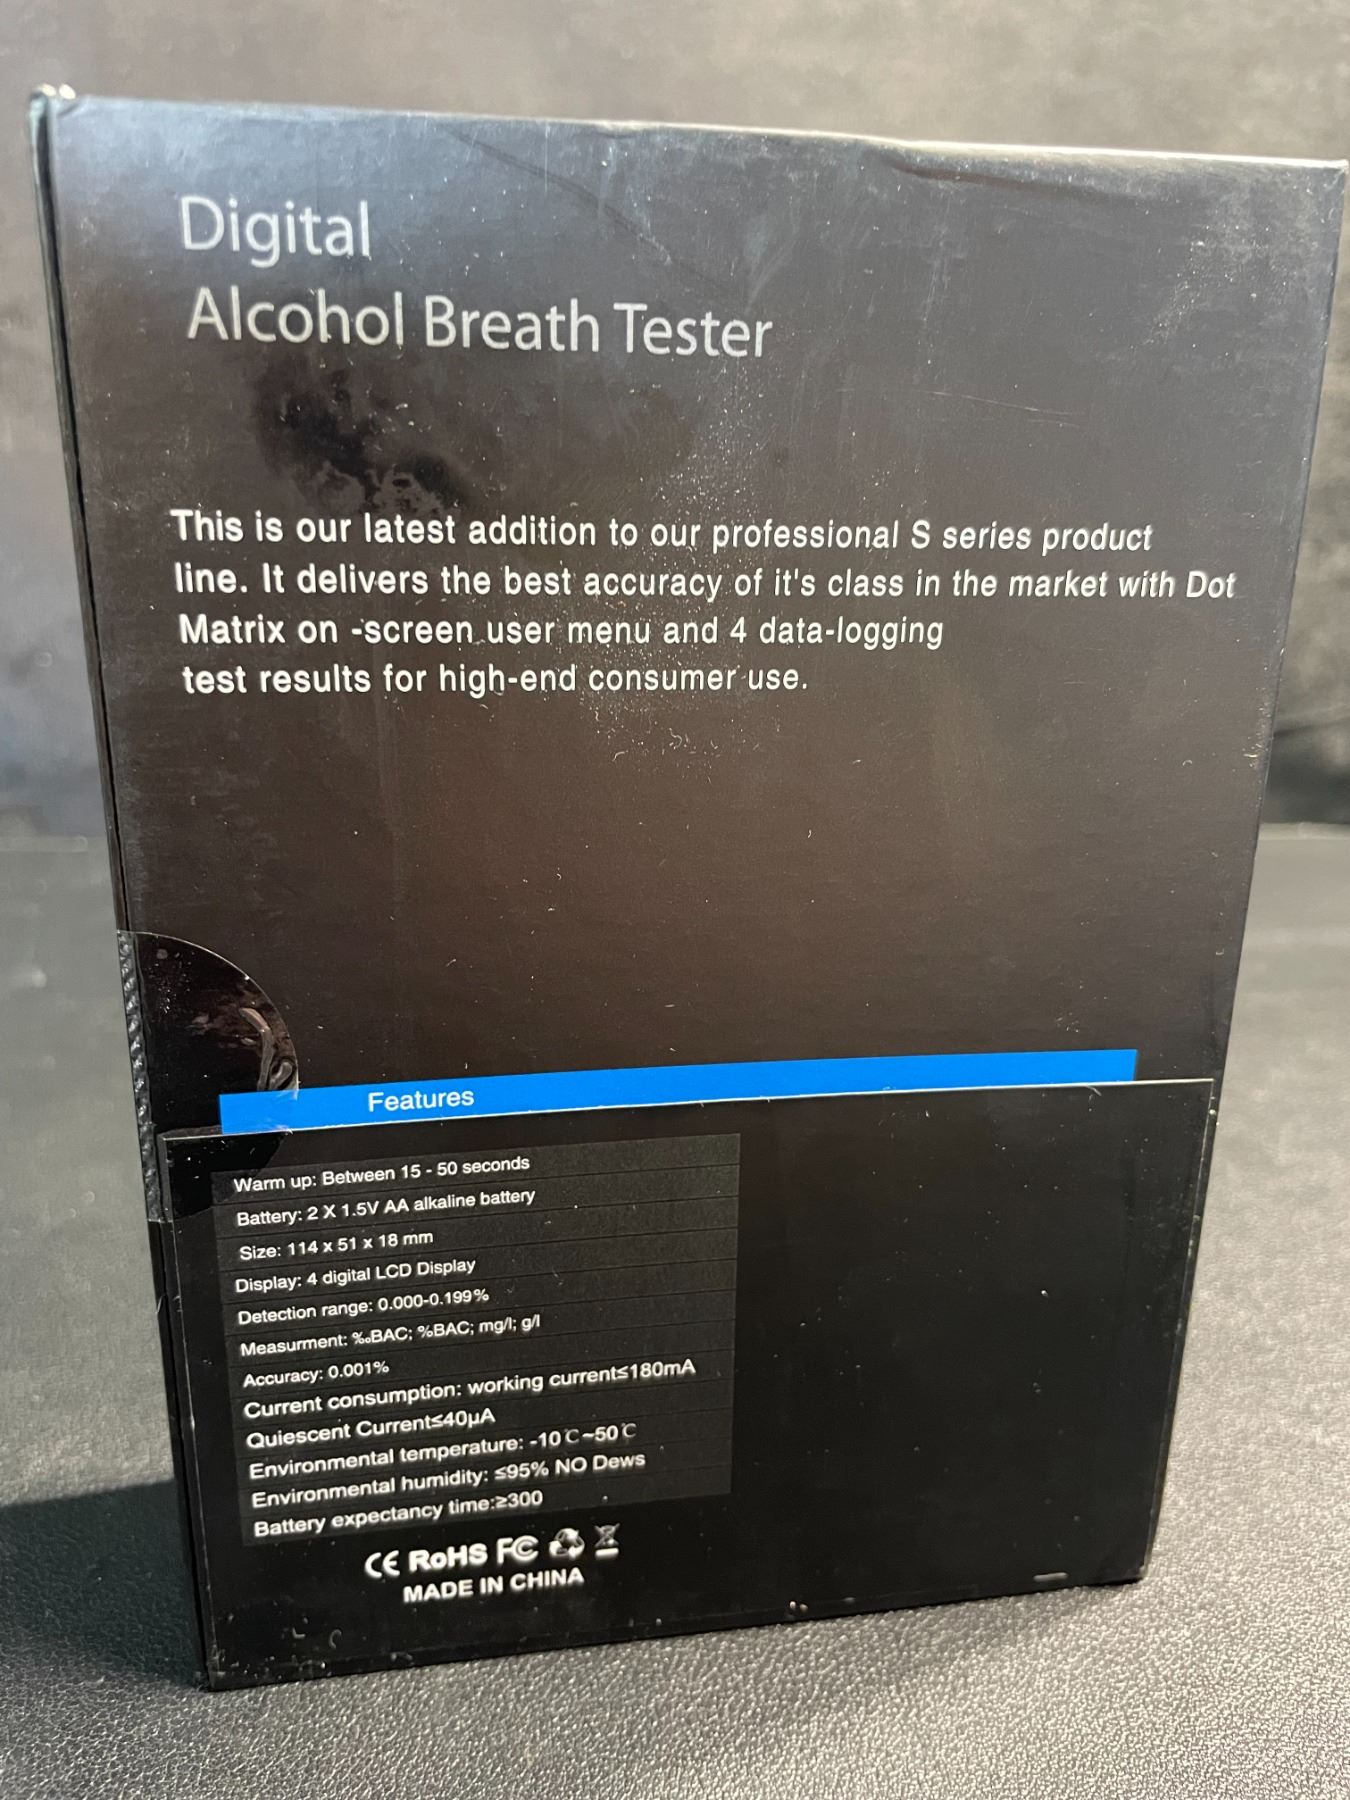 Digital
Alcohol Breath Tester
This is our latest addition to our professional S series product
line. It delivers the best accuracy of it's class in the market with Dot
Matrix on -screen user menu and 4 data-logging
test results for high-end consumer use.
Features
Warm up: Between 15 - 50 seconds
Battery: 2 X 1.5V AA alkaline battery
Size: 114 x 51 x 18 mm
Display: 4 digital LCD Display
Detection range: 0.000-0.199%
Measurment: ‰BAC; %BAC; mg/l; g/l
Accuracy: 0.001%
Current consumption: working current≤180mA
Quiescent Current≤40µA
Environmental temperature: -10℃~50℃
Environmental humidity: ≤95% NO Dews
Battery expectancy time:≥300
CE RoHS FC
MADE IN CHINA